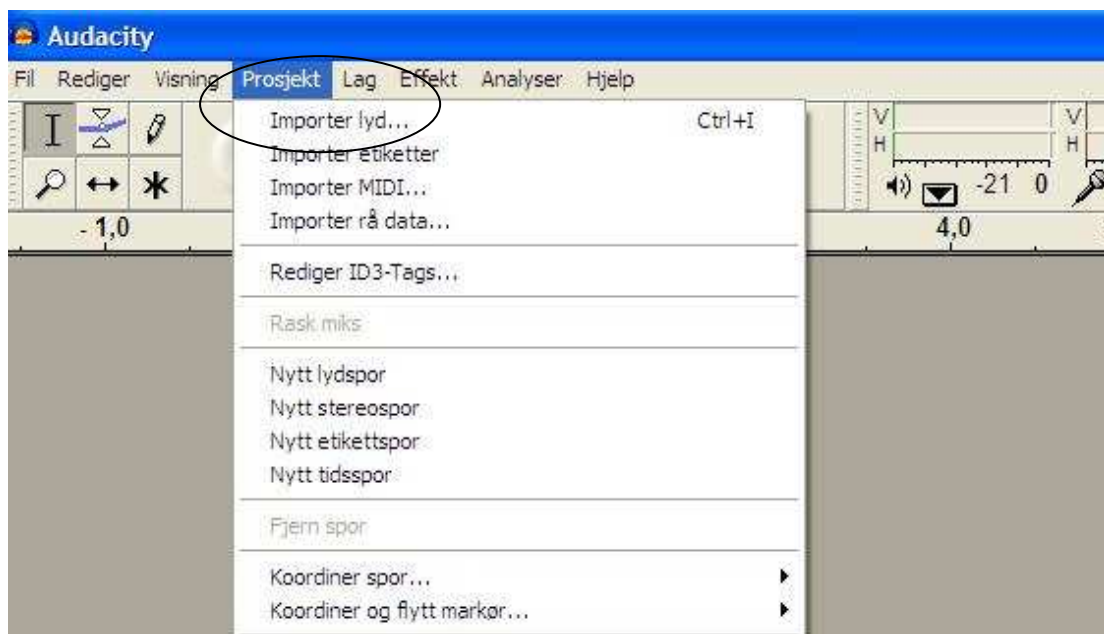 Audacity
Fil Rediger Visning Prosjekt Lag Effekt Analyser Hjelp
Importer lyd... Ctrl+I
Importer etiketter
Importer MIDI...
Importer rå data...
Rediger ID3-Tags...
Rask miks
Nytt lydspor
Nytt stereospor
Nytt etikettspor
Nytt tidsspor
Fjern spor
Koordiner spor...
Koordiner og flytt markør...
V V
H H
-21 0
- 1,0 4,0